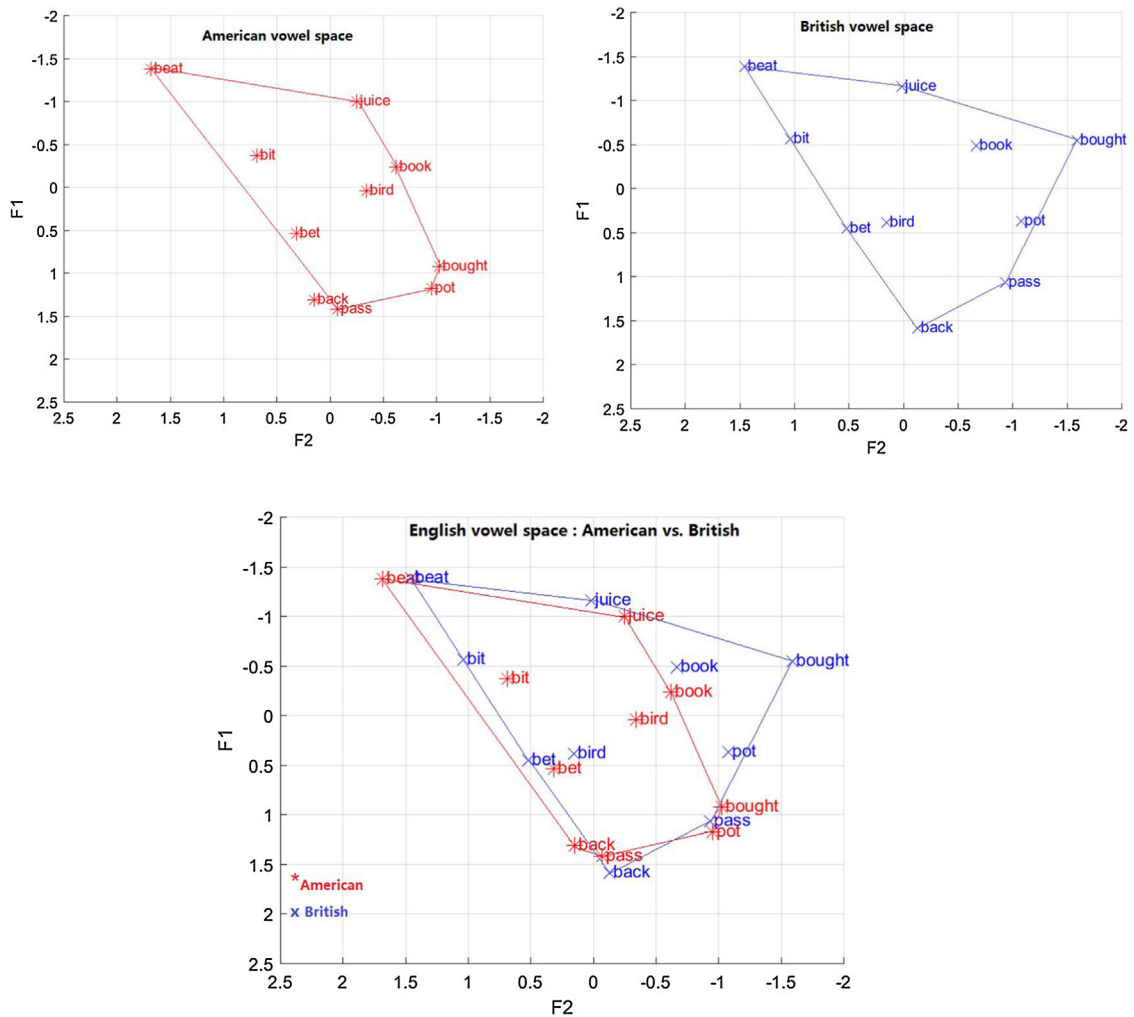 American vowel space
-2
-1.5
-1
-0.5
0
0.5
1
1.5
2
2.5
F1
beat
juice
bit
book
bird
bet
bought
pot
back
pass
2.5 2 1.5 1 0.5 0 -0.5 -1 -1.5 -2
F2
British vowel space
-2
-1.5
-1
-0.5
0
0.5
1
1.5
2
2.5
F1
beat
juice
bit
book
bought
bet
bird
pot
pass
back
2.5 2 1.5 1 0.5 0 -0.5 -1 -1.5 -2
F2
English vowel space : American vs. British
-2
-1.5
-1
-0.5
0
0.5
1
1.5
2
2.5
F1
beat
beat
juice
juice
bit
bit
book
book
bought
bird
bet
bird
bet
pot
bought
pass
pot
back
pass
back
* American
x British
2.5 2 1.5 1 0.5 0 -0.5 -1 -1.5 -2
F2